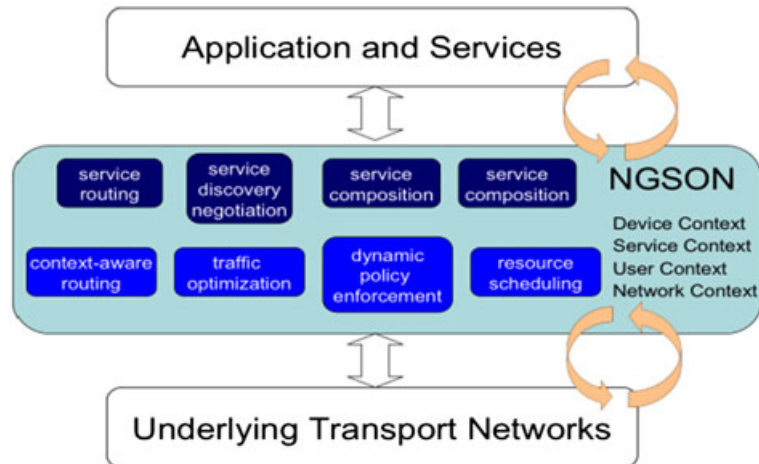 Application and Services
service
routing
service
discovery
negotiation
service
composition
service
composition
NGSON
Device Context
Service Context
User Context
Network Context
context-aware
routing
traffic
optimization
dynamic
policy
enforcement
resource
scheduling
Underlying Transport Networks